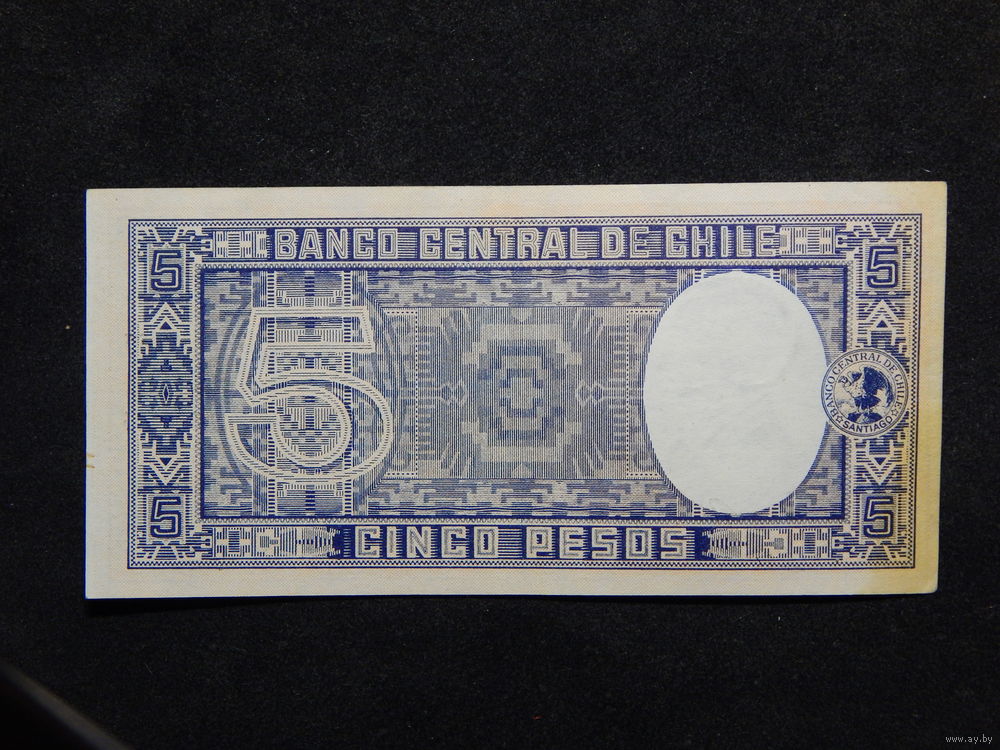 BANCO CENTRAL DE CHILE
5
5
5
BANCO CENTRAL DE CHILE
SANTIAGO
5
5
CINCO PESOS
www.ay.by